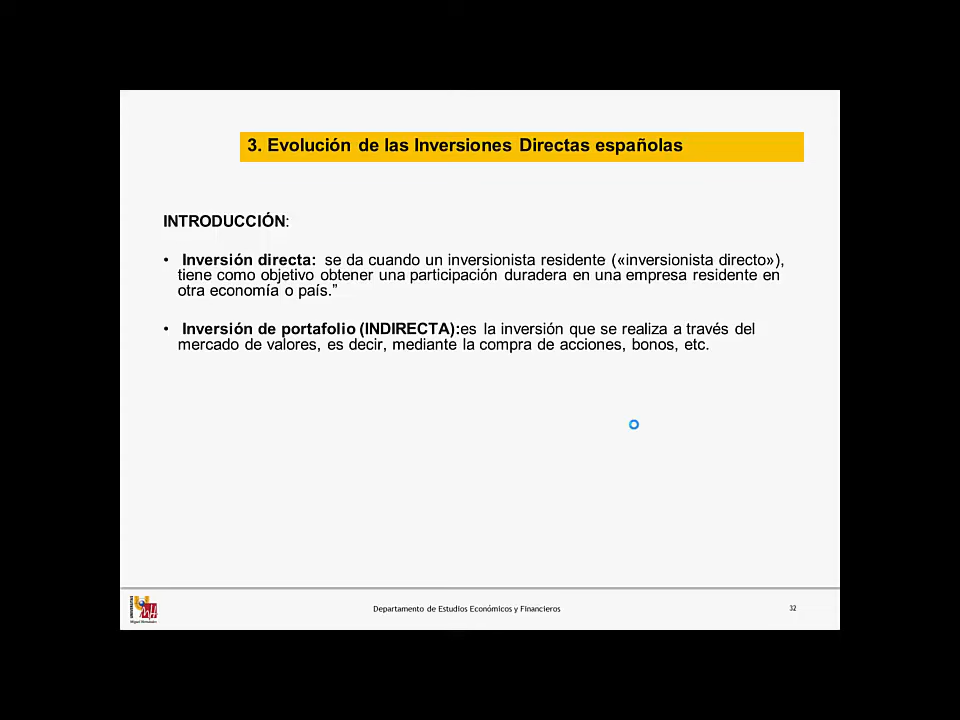 3. Evolución de las Inversiones Directas españolas
INTRODUCCIÓN:
• Inversión directa: se da cuando un inversionista residente («inversionista directo»),
tiene como objetivo obtener una participación duradera en una empresa residente en
otra economía o país.”
• Inversión de portafolio (INDIRECTA):es la inversión que se realiza a través del
mercado de valores, es decir, mediante la compra de acciones, bonos, etc.
UNIVERSITAS
Miguel Hernández
Departamento de Estudios Económicos y Financieros
32